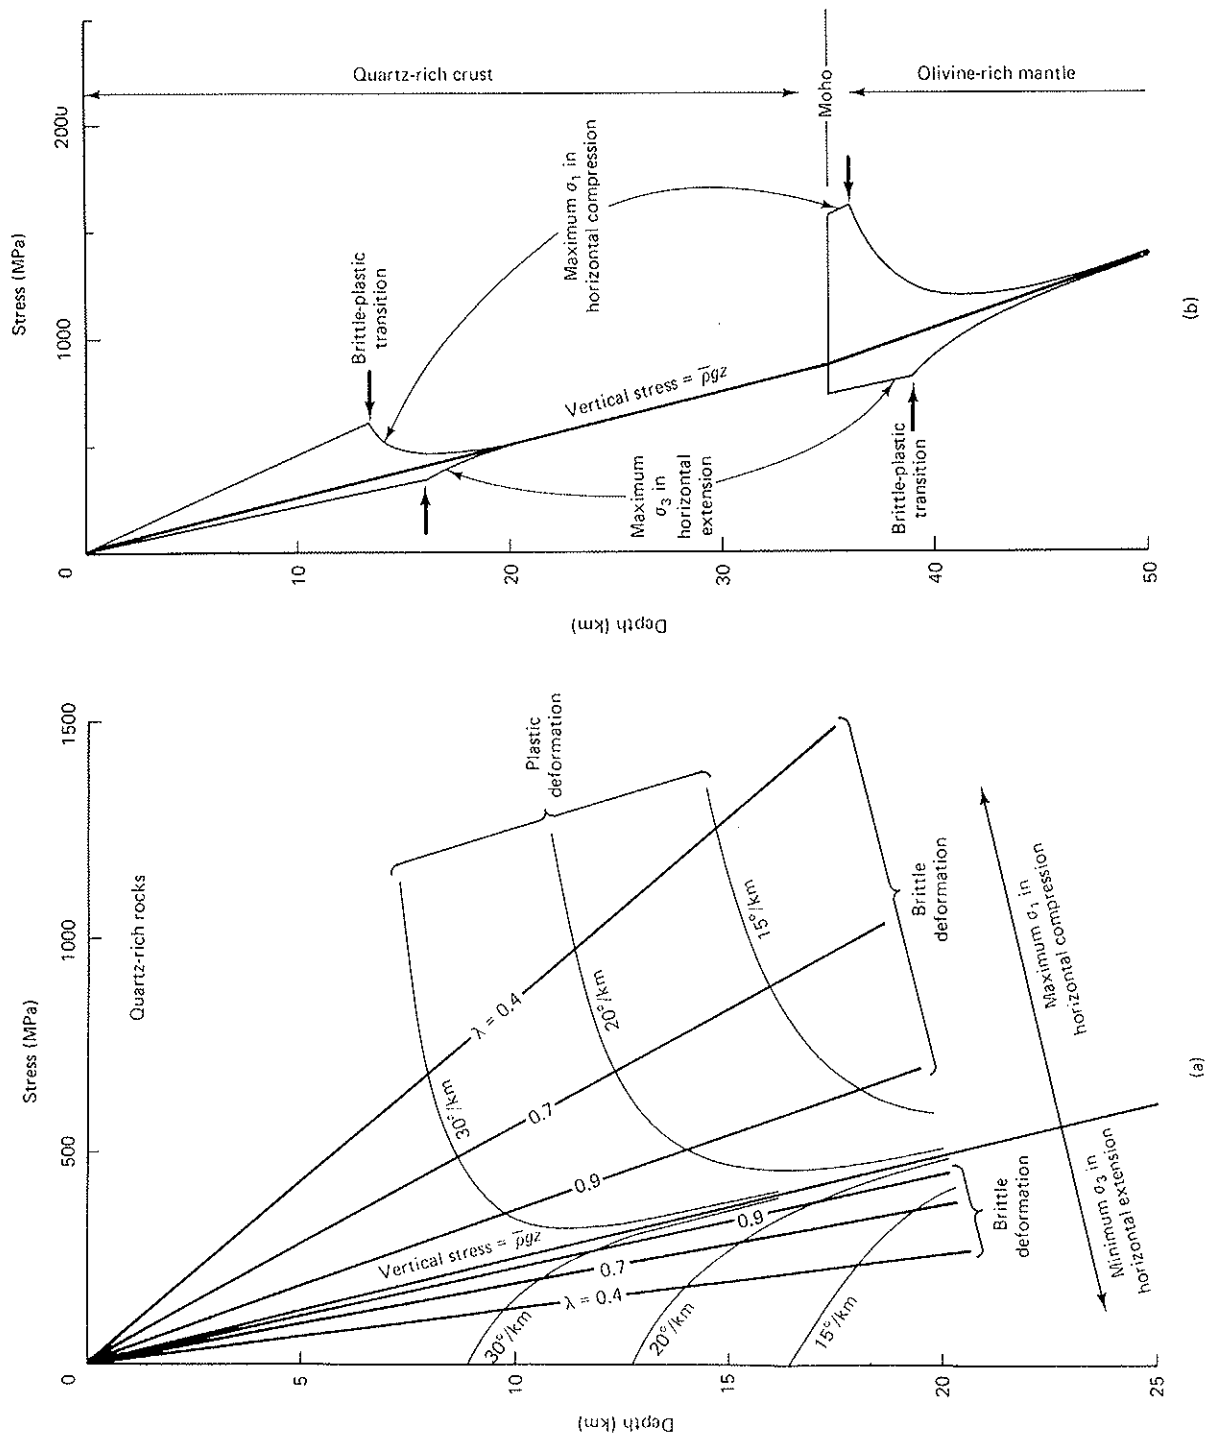 Stress (MPa)
0
500
1000
1500
Quartz-rich rocks
Depth (km)
5
10
15
20
25
Plastic
deformation
30°/km
20°/km
15°/km
λ = 0.4
0.7
0.9
Vertical stress = ρ̅gz
0.9
0.7
λ = 0.4
30°/km
20°/km
15°/km
Brittle
deformation
Brittle
deformation
Minimum σ₃ in
horizontal extension
Maximum σ₁ in
horizontal compression
(a)
Stress (MPa)
0
1000
2000
Depth (km)
10
20
30
40
50
Quartz-rich crust
Moho
Olivine-rich mantle
Brittle-plastic
transition
Maximum σ₁ in
horizontal compression
Vertical stress = ρ̅gz
Maximum
σ₃ in
horizontal
extension
Brittle-plastic
transition
(b)